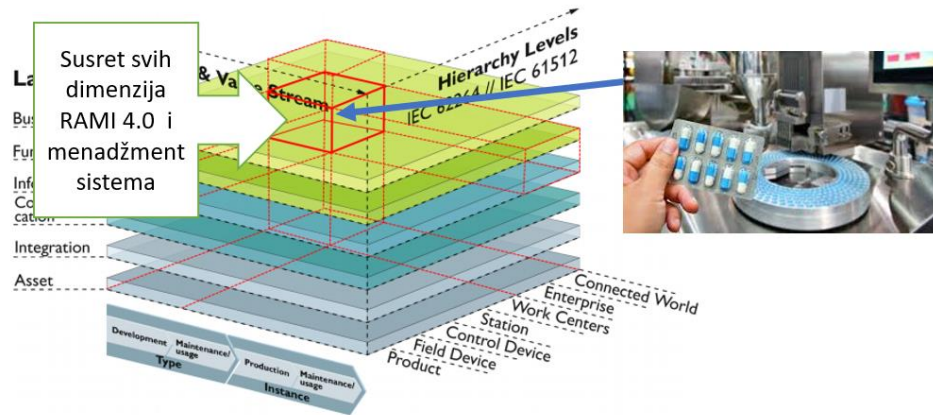 Susret svih
dimenzija
RAMI 4.0 i
menadžment
sistema
La
& Va
e Stream
Hierarchy Levels
IEC 62264 // IEC 61512
Bus
Fun
Info
Co
cation
Integration
Asset
Connected World
Enterprise
Work Centers
Station
Control Device
Field Device
Product
Development
Maintenance/
usage
Type
Production
Maintenance/
usage
Instance